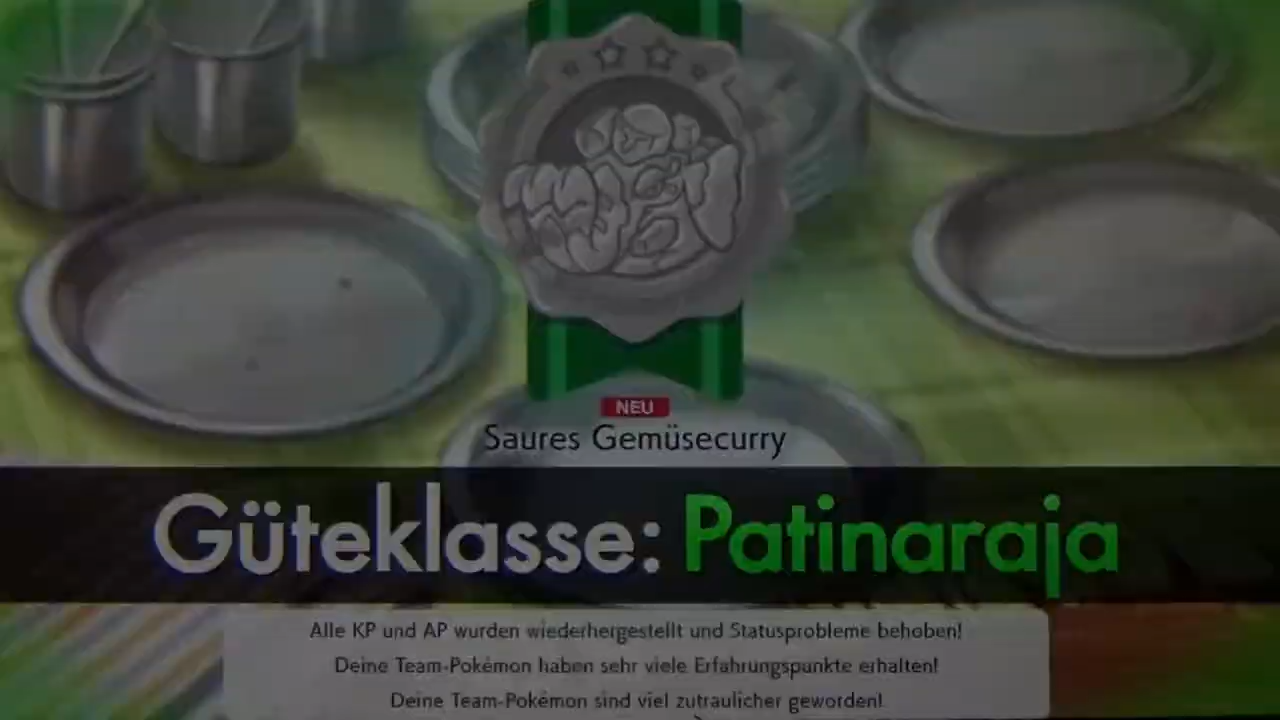 NEU
Saures Gemüsecurry
Güteklasse: Patinaraja
Alle KP und AP wurden wiederhergestellt und Statusprobleme behoben!
Deine Team-Pokémon haben sehr viele Erfahrungspunkte erhalten!
Deine Team-Pokémon sind viel zutraulicher geworden!